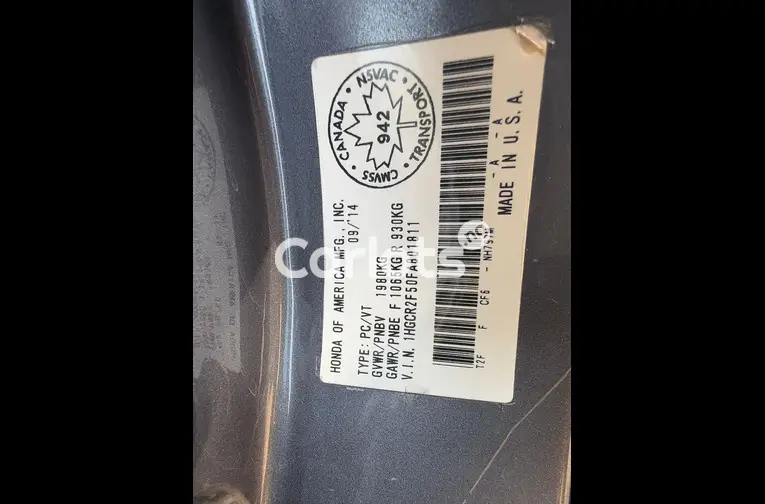 CANADA · NSVAC · TRANSPORT · CMVSS ·
942
HONDA OF AMERICA MFG., INC.
09/'14
TYPE: PC/VT
GVWR/PNBV 1980KG
GAWR/PNBE F 1065KG R 930KG
V.I.N. 1HGCR2F50FA801811
T2F F CF6 - NH797M - A - A
MADE IN U.S.A.